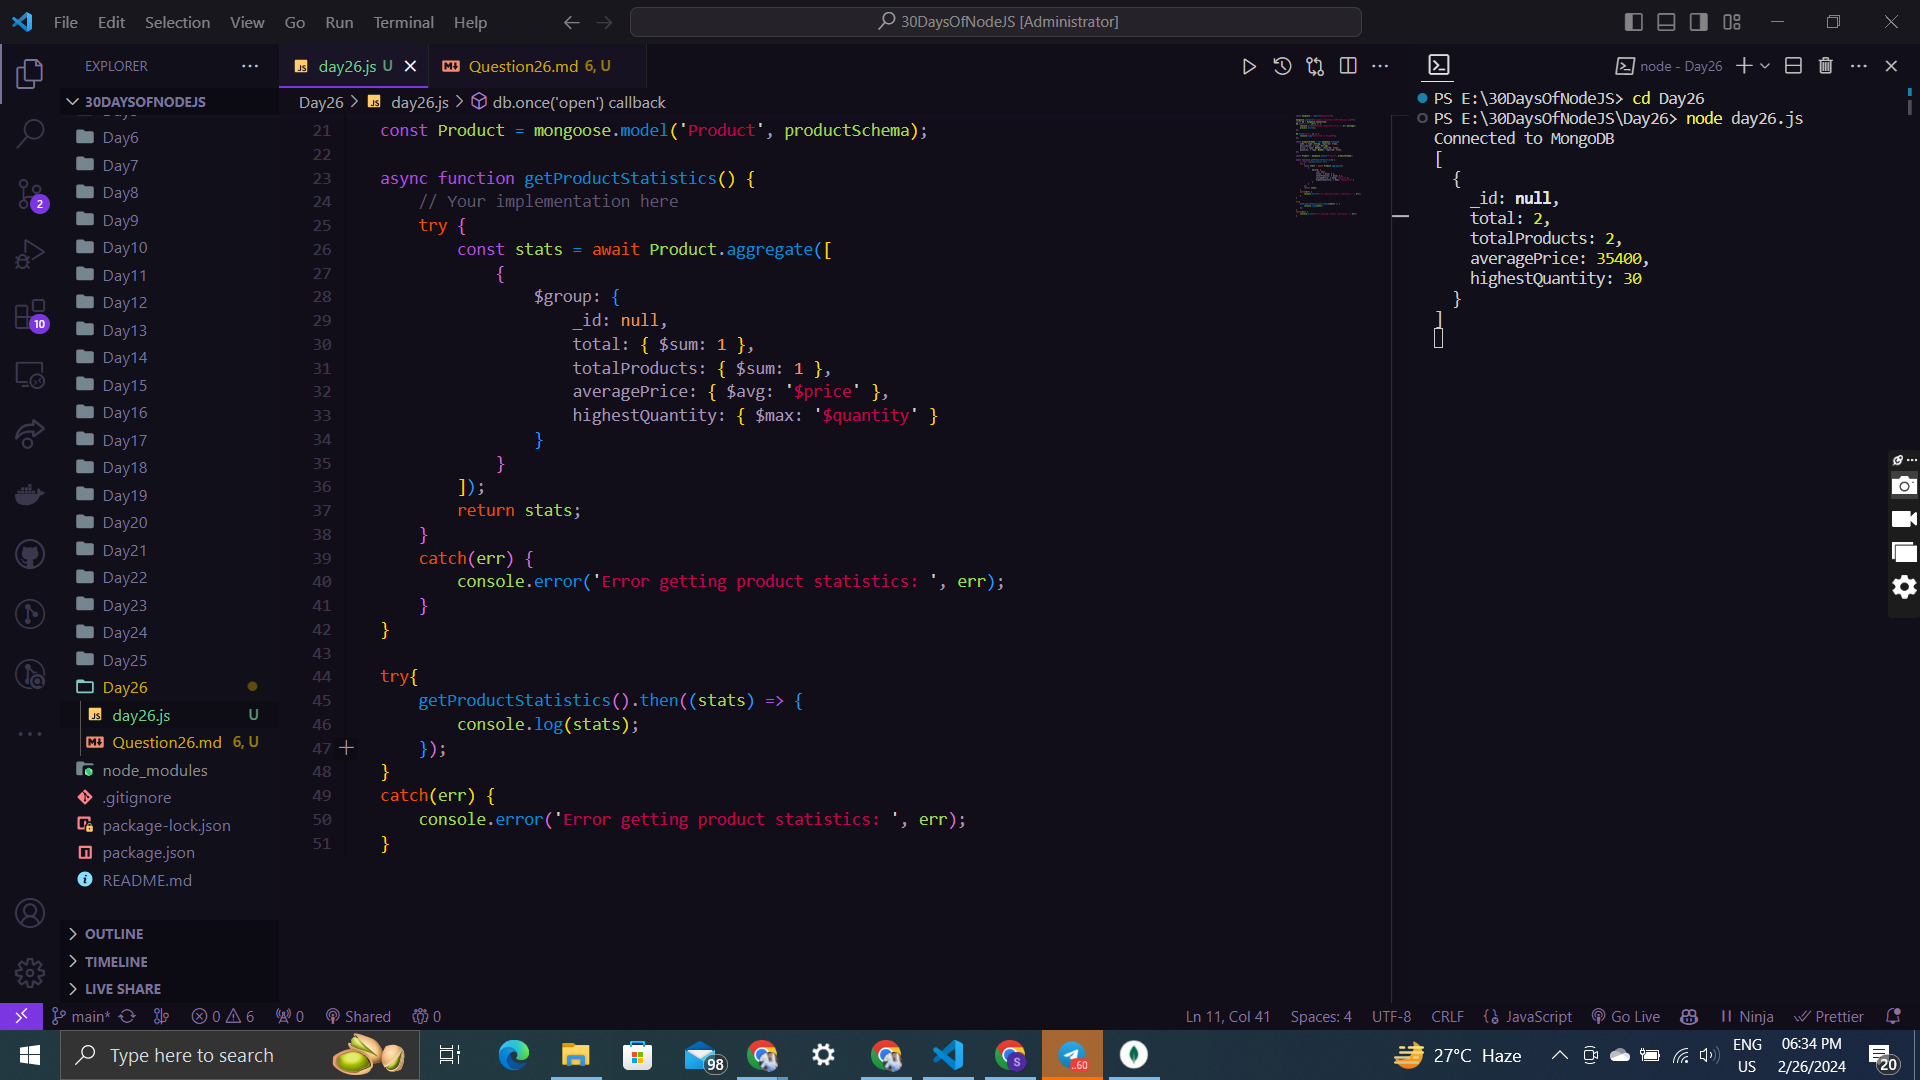 File Edit Selection View Go Run Terminal Help
30DaysOfNodeJS [Administrator]
EXPLORER
30DAYSOFNODEJS
Day6
Day7
Day8
Day9
Day10
Day11
Day12
Day13
Day14
Day15
Day16
Day17
Day18
Day19
Day20
Day21
Day22
Day23
Day24
Day25
Day26
day26.js U
Question26.md 6, U
node_modules
.gitignore
package-lock.json
package.json
README.md
OUTLINE
TIMELINE
LIVE SHARE
2
10
day26.js U
Question26.md 6, U
Day26 > day26.js > db.once('open') callback
21 const Product = mongoose.model('Product', productSchema);
22
23 async function getProductStatistics() {
24 // Your implementation here
25 try {
26 const stats = await Product.aggregate([
27 {
28 $group: {
29 _id: null,
30 total: { $sum: 1 },
31 totalProducts: { $sum: 1 },
32 averagePrice: { $avg: '$price' },
33 highestQuantity: { $max: '$quantity' }
34 }
35 }
36 ]);
37 return stats;
38 }
39 catch(err) {
40 console.error('Error getting product statistics: ', err);
41 }
42 }
43
44 try{
45 getProductStatistics().then((stats) => {
46 console.log(stats);
47 });
48 }
49 catch(err) {
50 console.error('Error getting product statistics: ', err);
51 }
node - Day26
PS E:\30DaysOfNodeJS> cd Day26
PS E:\30DaysOfNodeJS\Day26> node day26.js
Connected to MongoDB
[
{
_id: null,
total: 2,
totalProducts: 2,
averagePrice: 35400,
highestQuantity: 30
}
]
main* 0 6 0 Shared 0
Ln 11, Col 41 Spaces: 4 UTF-8 CRLF JavaScript Go Live Ninja Prettier
Type here to search
98
..60
27°C Haze
ENG
US
06:34 PM
2/26/2024
20